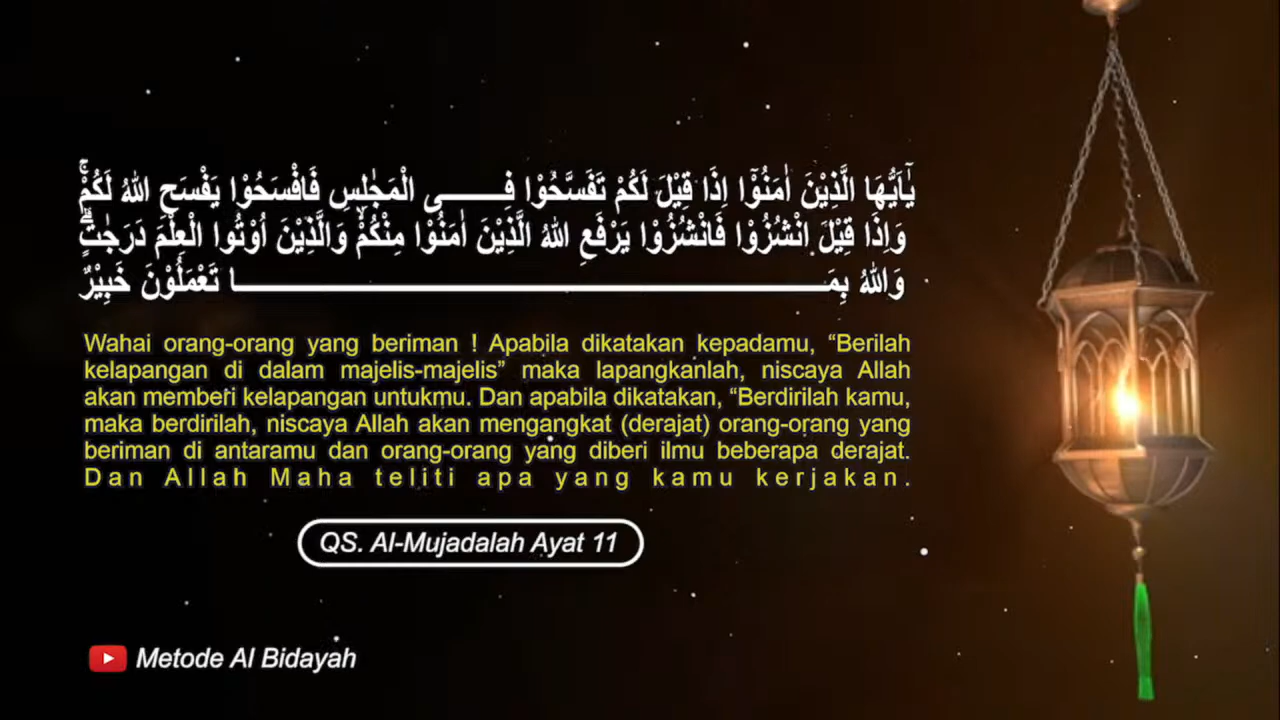 يٰٓاَيُّهَا الَّذِيْنَ اٰمَنُوْٓا اِذَا قِيْلَ لَكُمْ تَفَسَّحُوْا فِـــــى الْمَجٰلِسِ فَافْسَحُوْا يَفْسَحِ اللّٰهُ لَكُمْۚ
وَاِذَا قِيْلَ انْشُزُوْا فَانْشُزُوْا يَرْفَعِ اللّٰهُ الَّذِيْنَ اٰمَنُوْا مِنْكُمْۙ وَالَّذِيْنَ اُوْتُوا الْعِلْمَ دَرَجٰتٍۗ
وَاللّٰهُ بِمَـــــــــــــــــــــــــــــــــــــــــــا تَعْمَلُوْنَ خَبِيْرٌ
Wahai orang-orang yang beriman ! Apabila dikatakan kepadamu, “Berilah
kelapangan di dalam majelis-majelis” maka lapangkanlah, niscaya Allah
akan memberi kelapangan untukmu. Dan apabila dikatakan, “Berdirilah kamu,
maka berdirilah, niscaya Allah akan mengangkat (derajat) orang-orang yang
beriman di antaramu dan orang-orang yang diberi ilmu beberapa derajat.
Dan Allah Maha teliti apa yang kamu kerjakan.
QS. Al-Mujadalah Ayat 11
Metode Al Bidayah